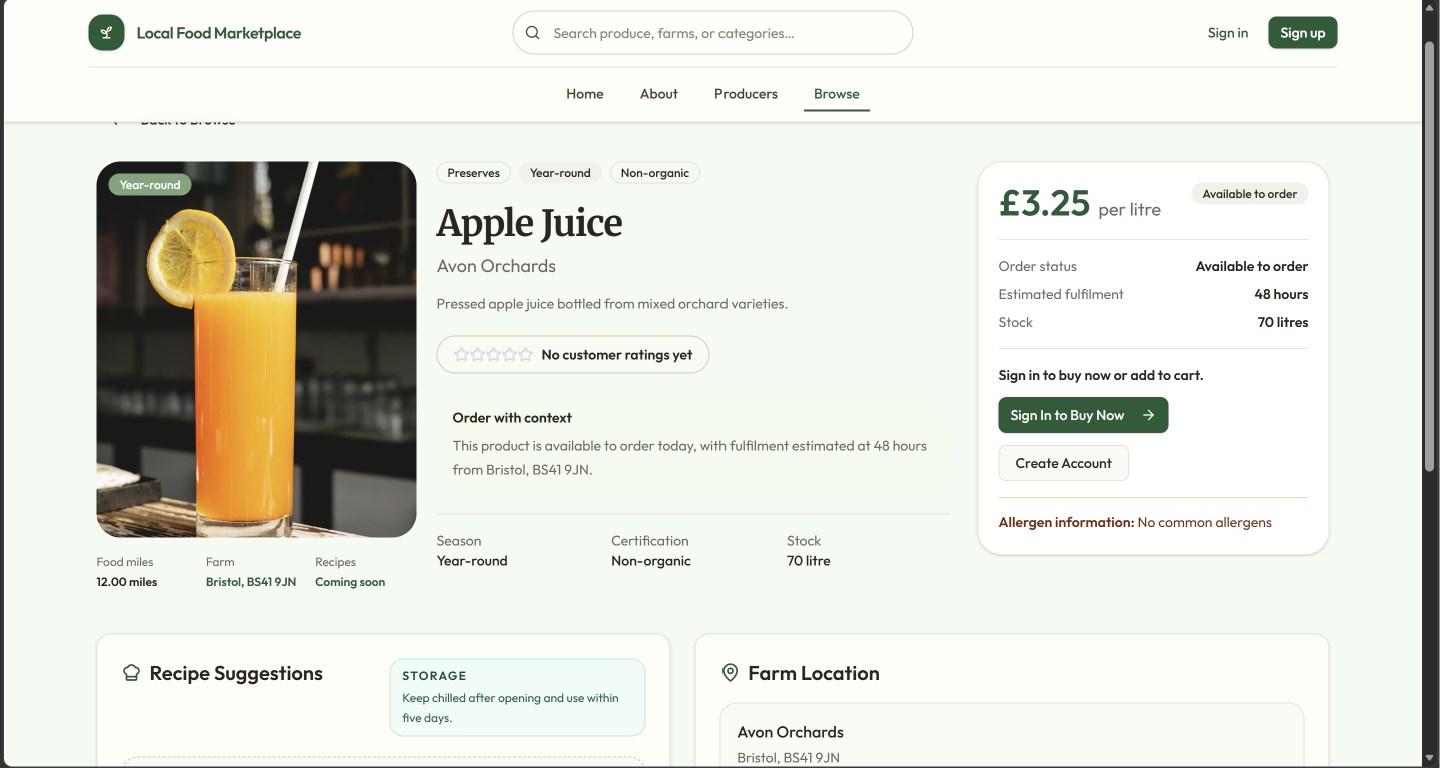 Local Food Marketplace
Search produce, farms, or categories...
Sign in
Sign up
Home
About
Producers
Browse
Back to Browse
Year-round
Preserves
Year-round
Non-organic
Apple Juice
Avon Orchards
Pressed apple juice bottled from mixed orchard varieties.
No customer ratings yet
Order with context
This product is available to order today, with fulfilment estimated at 48 hours
from Bristol, BS41 9JN.
Season
Certification
Stock
Year-round
Non-organic
70 litre
Food miles
Farm
Recipes
12.00 miles
Bristol, BS41 9JN
Coming soon
£3.25 per litre
Available to order
Order status
Available to order
Estimated fulfilment
48 hours
Stock
70 litres
Sign in to buy now or add to cart.
Sign In to Buy Now
Create Account
Allergen information: No common allergens
Recipe Suggestions
STORAGE
Keep chilled after opening and use within
five days.
Farm Location
Avon Orchards
Bristol, BS41 9JN